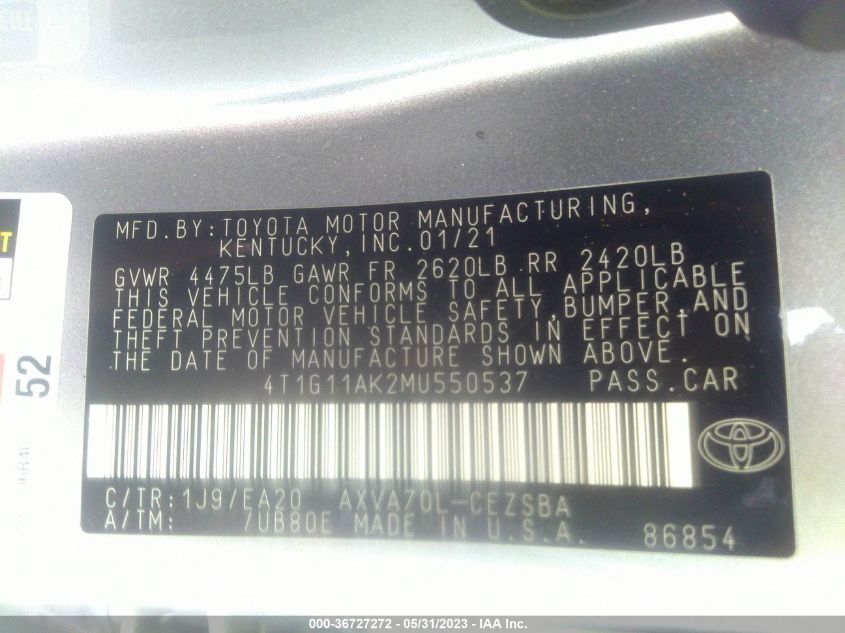 MFD.BY:TOYOTA MOTOR MANUFACTURING,
KENTUCKY,INC.01/21
GVWR 4475LB GAWR FR 2620LB RR 2420LB
THIS VEHICLE CONFORMS TO ALL APPLICABLE
FEDERAL MOTOR VEHICLE SAFETY,BUMPER,AND
THEFT PREVENTION STANDARDS IN EFFECT ON
THE DATE OF MANUFACTURE SHOWN ABOVE.
4T1G11AK2MU550537 PASS.CAR
C/TR:1J9/EA20 AXVA70L-CEZSBA
A/TM: /UB80E MADE IN U.S.A. 86854
52
000-36727272 — 05/31/2023 — IAA Inc.